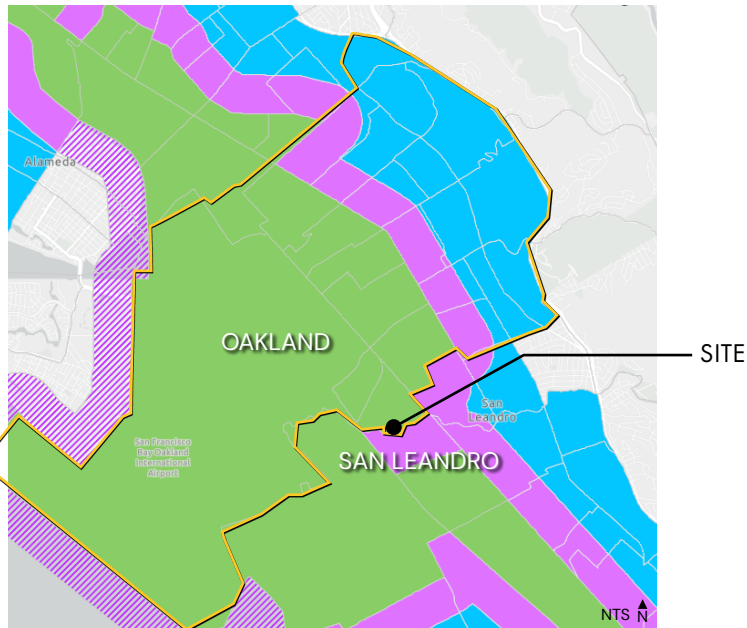 Alameda
OAKLAND
SITE
San
Leandro
San Francisco
Bay Oakland
International
Airport
SAN LEANDRO
NTS
N